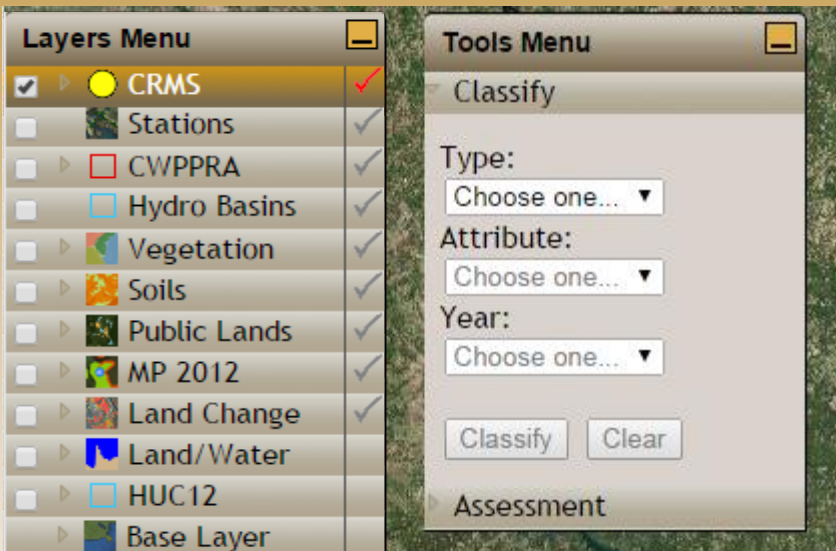 Layers Menu
CRMS
Stations
CWPPRA
Hydro Basins
Vegetation
Soils
Public Lands
MP 2012
Land Change
Land/Water
HUC12
Base Layer
Tools Menu
Classify
Type:
Choose one...
Attribute:
Choose one...
Year:
Choose one...
Classify Clear
Assessment